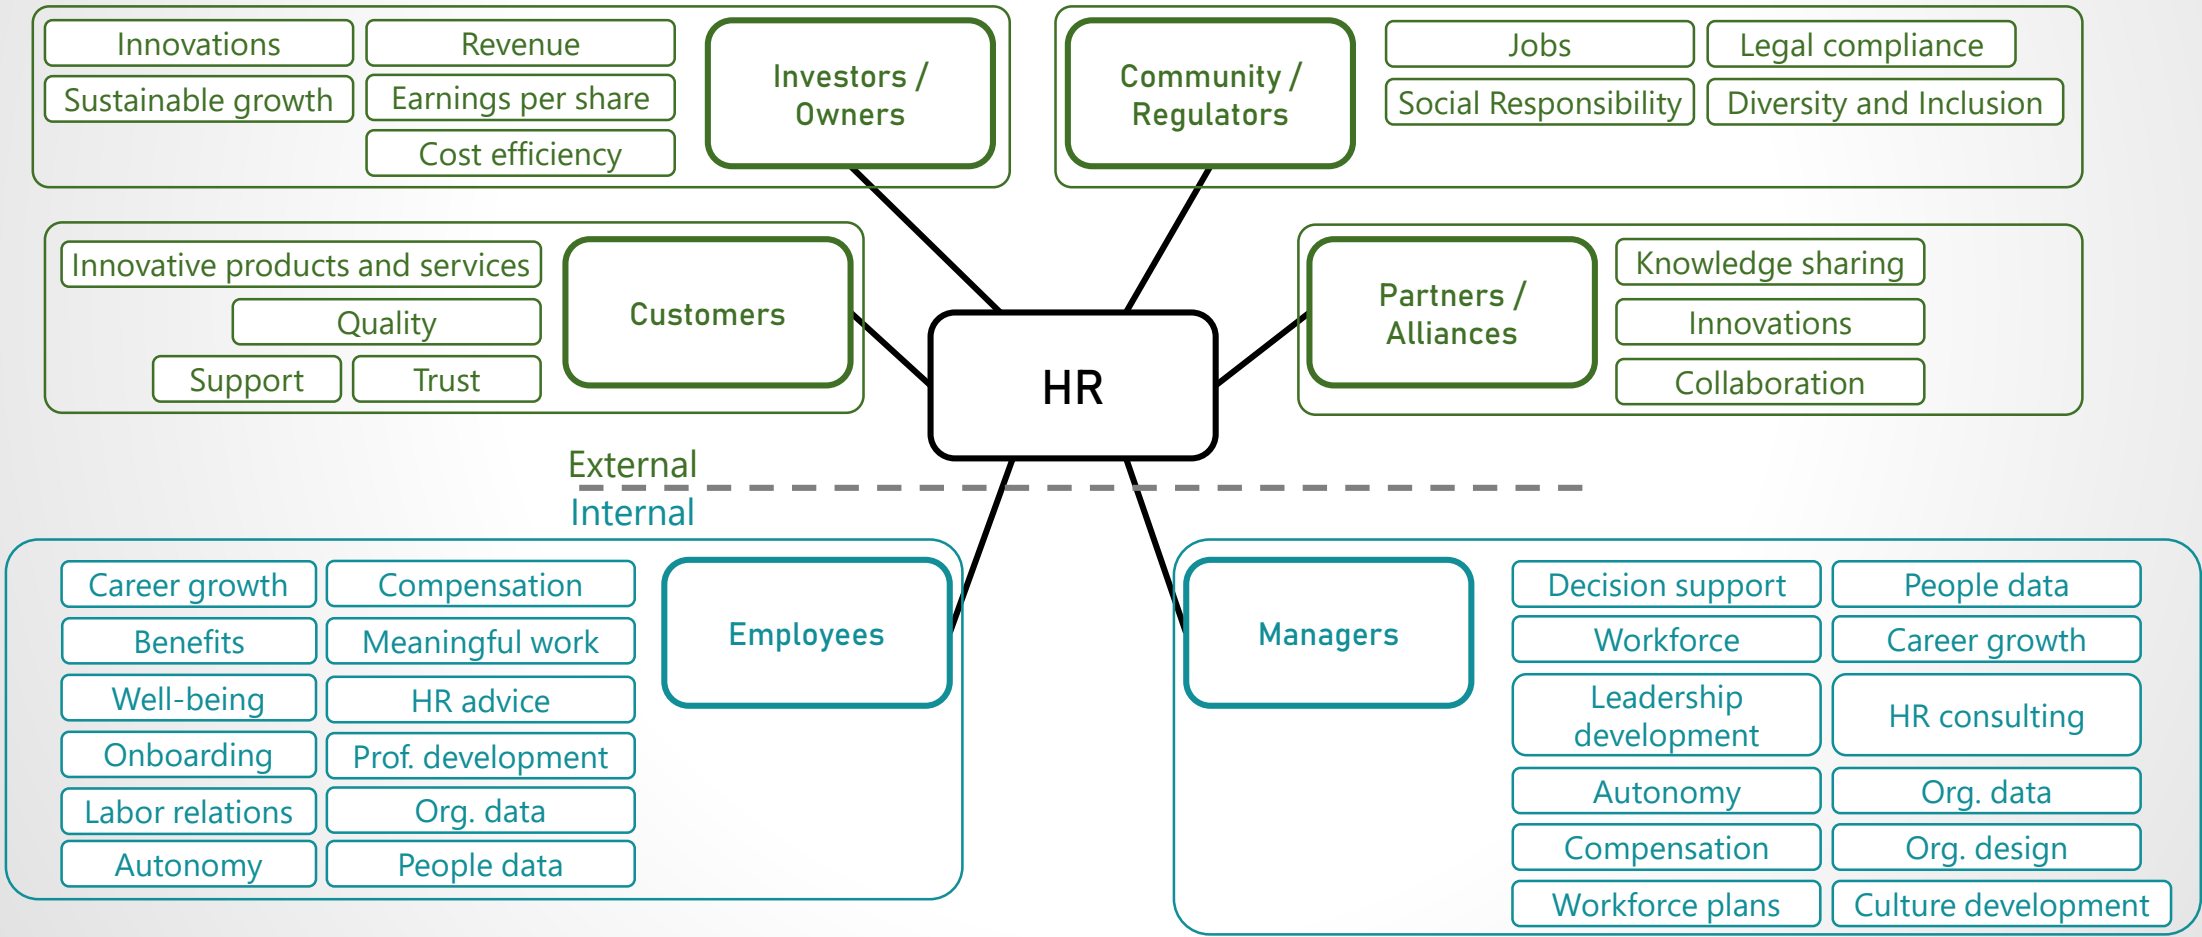 Innovations
Revenue
Sustainable growth
Earnings per share
Cost efficiency
Investors /
Owners
Community /
Regulators
Jobs
Legal compliance
Social Responsibility
Diversity and Inclusion
Innovative products and services
Quality
Support
Trust
Customers
HR
Partners /
Alliances
Knowledge sharing
Innovations
Collaboration
External
Internal
Career growth
Compensation
Benefits
Meaningful work
Well-being
HR advice
Onboarding
Prof. development
Labor relations
Org. data
Autonomy
People data
Employees
Managers
Decision support
People data
Workforce
Career growth
Leadership
development
HR consulting
Autonomy
Org. data
Compensation
Org. design
Workforce plans
Culture development